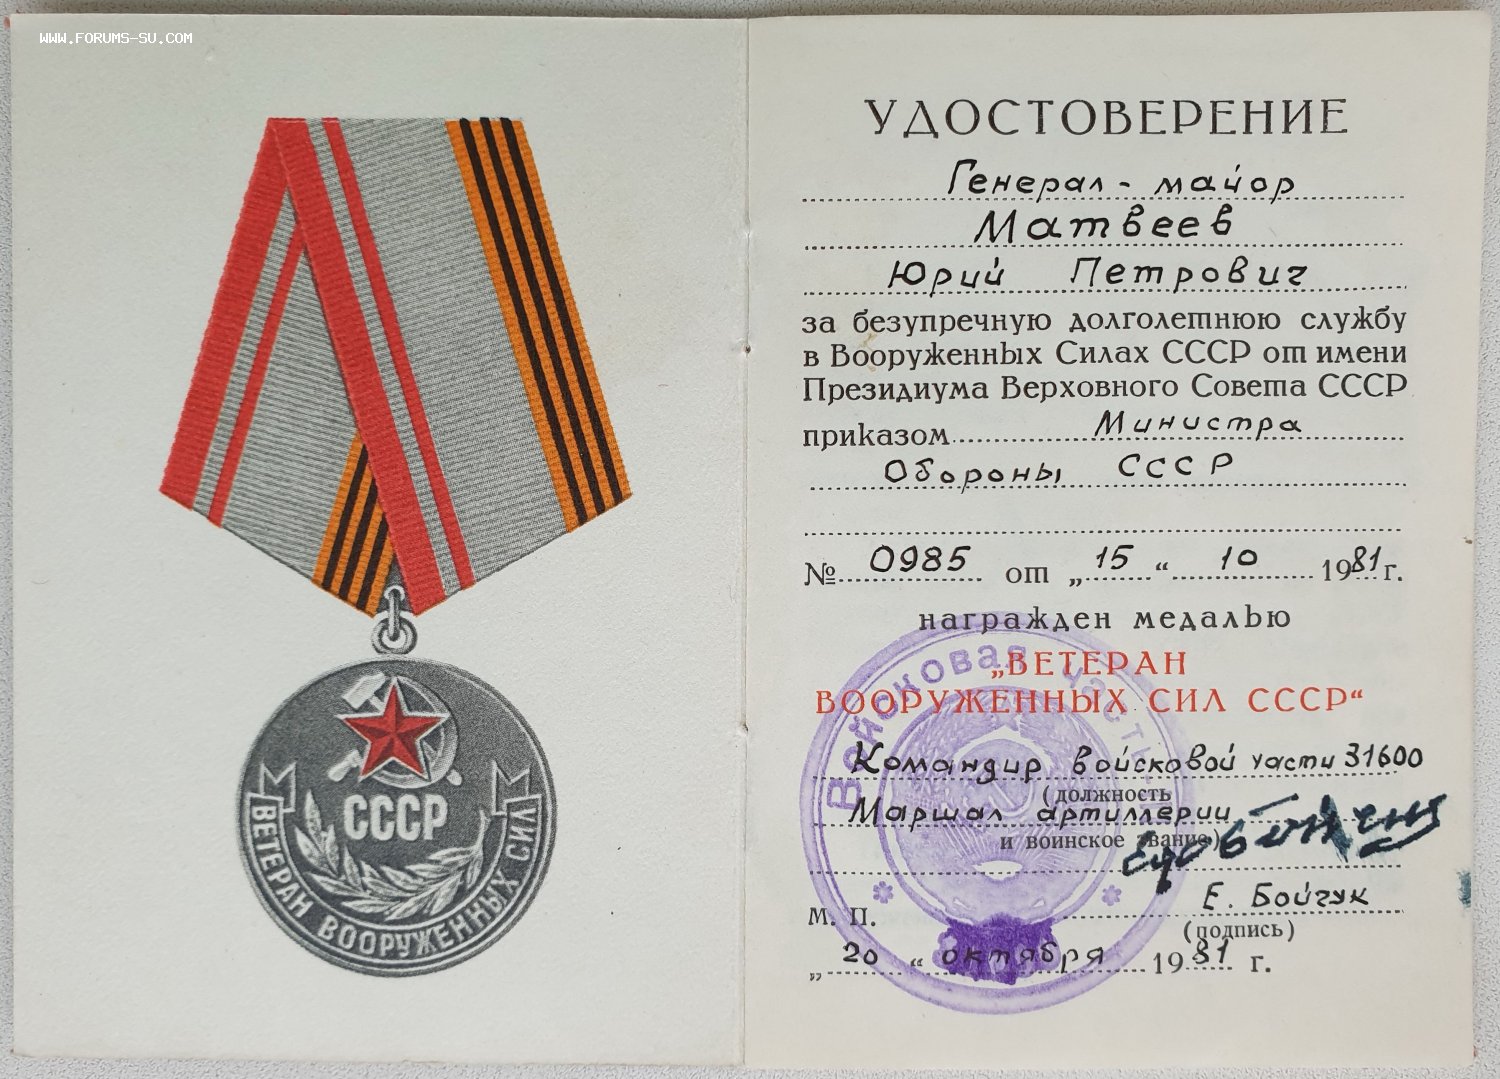 WWW.FORUMS-SU.COM
СССР
ВЕТЕРАН ВООРУЖЕННЫХ СИЛ
УДОСТОВЕРЕНИЕ
Генерал-майор
Матвеев
Юрий Петрович
за безупречную долголетнюю службу
в Вооруженных Силах СССР от имени
Президиума Верховного Совета СССР
приказом Министра
Обороны СССР
№ 0985 от „15“ 10 1981 г.
награжден медалью
„ВЕТЕРАН
ВООРУЖЕННЫХ СИЛ СССР“
Войсковая часть
Командир войсковой части 31600
(должность
Маршал артиллерии
и воинское звание)
Е. Бойчук
М. П.
(подпись)
„20“ октября 1981 г.